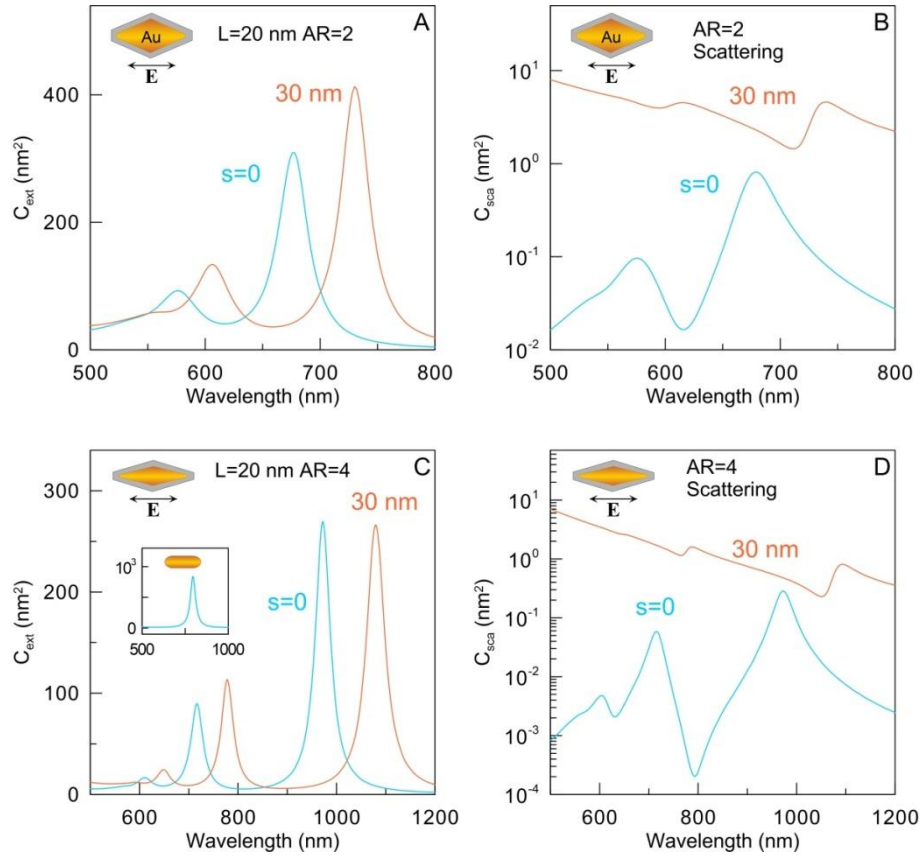 A
Au
E
L=20 nm AR=2
30 nm
s=0
400
200
0
C_ext (nm²)
500 600 700 800
Wavelength (nm)
B
Au
E
AR=2
Scattering
30 nm
s=0
10¹
10⁰
10⁻¹
10⁻²
C_sca (nm²)
500 600 700 800
Wavelength (nm)
C
E
L=20 nm AR=4
30 nm
s=0
10³
0
500 1000
300
200
100
0
C_ext (nm²)
600 800 1000 1200
Wavelength (nm)
D
E
AR=4
Scattering
30 nm
s=0
10¹
10⁰
10⁻¹
10⁻²
10⁻³
10⁻⁴
C_sca (nm²)
600 800 1000 1200
Wavelength (nm)